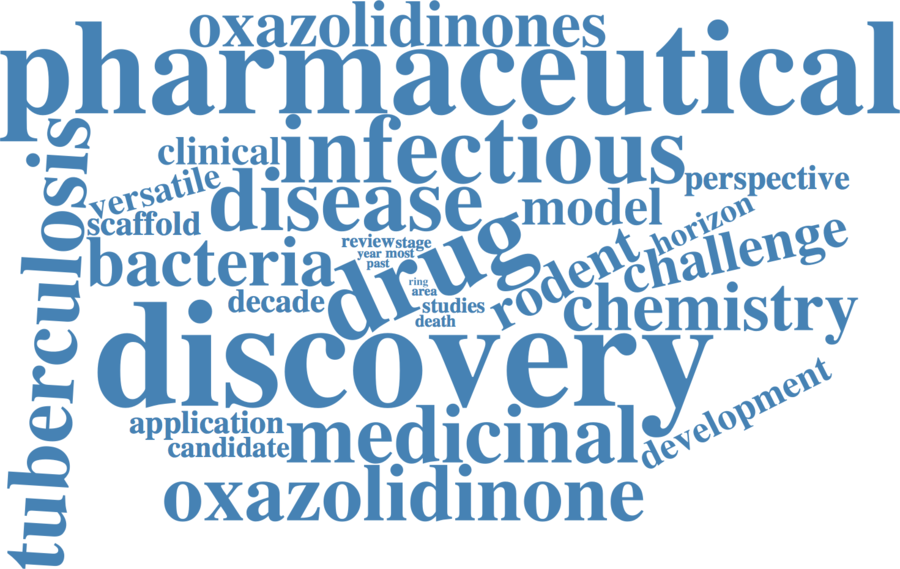 oxazolidinones
pharmaceutical
tuberculosis
clinical
infectious
versatile
disease
perspective
scaffold
model
horizon
bacteria
review
stage
year
most
past
drug
rodent
challenge
ring
area
decade
studies
death
chemistry
discovery
development
application
medicinal
candidate
oxazolidinone